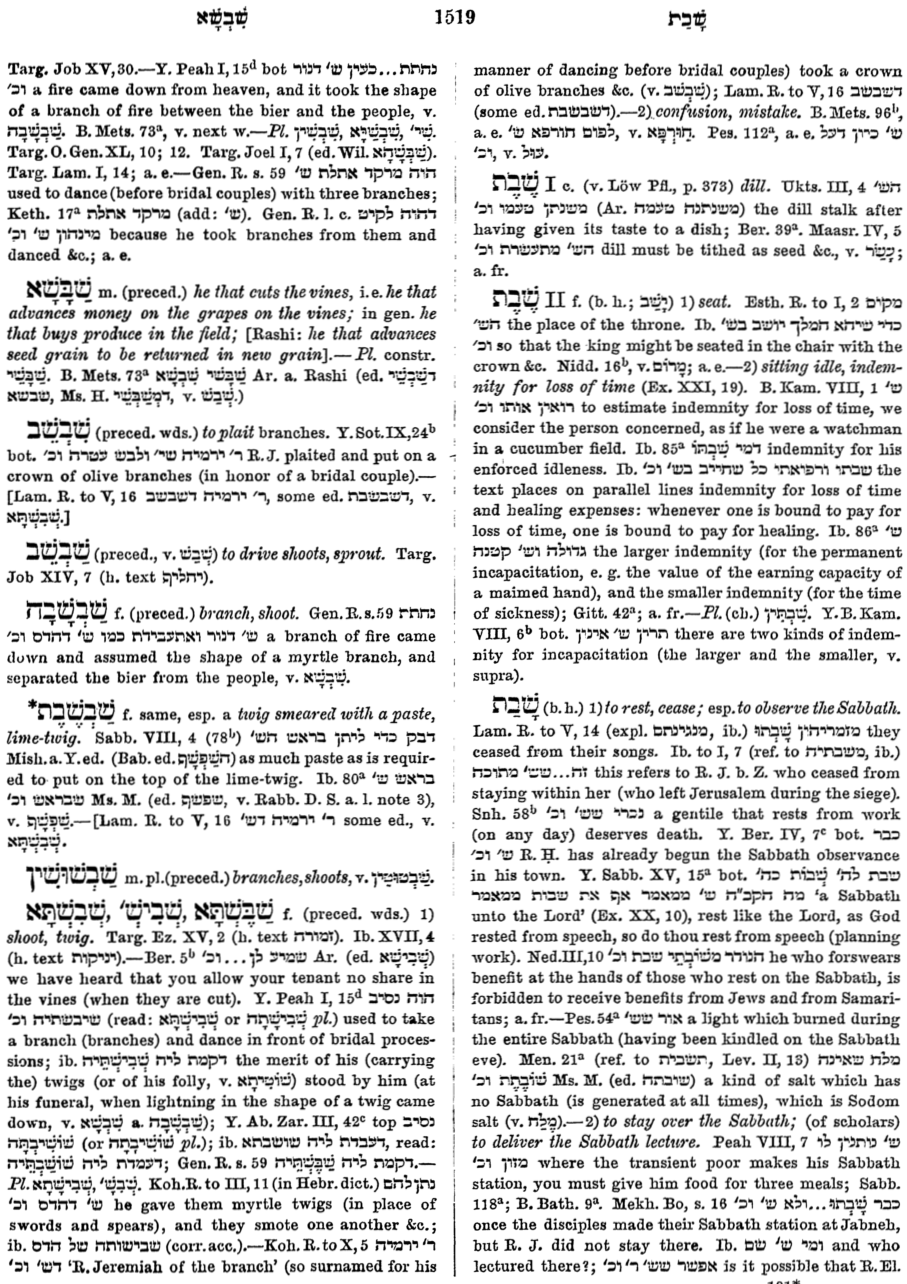 שִׁבְשָׁא 1519 שָׁבַת
Targ. Job XV, 30.—Y. Peah I, 15ᵈ bot נחתת...כעין ש' דנור
וכ' a fire came down from heaven, and it took the shape
of a branch of fire between the bier and the people, v.
שַׁבְשָׁבָה. B. Mets. 73ᵃ, v. next w.—Pl. שִׁבְשִׁין, שִׁבְשַׁיָּא, שִׁי'.
Targ. O. Gen. XL, 10; 12. Targ. Joel I, 7 (ed. Wil. שִׁבְשָׁהָא).
Targ. Lam. I, 14; a. e.—Gen. R. s. 59 הוה מרקד אתלת ש'
used to dance (before bridal couples) with three branches;
Keth. 17ᵃ מרקד אתלת (add: ש'). Gen. R. l. c. דהוה לקיט
מינהון ש' וכ' because he took branches from them and
danced &c.; a. e.
שַׁבָּשָׁא m. (preced.) he that cuts the vines, i. e. he that
advances money on the grapes on the vines; in gen. he
that buys produce in the field; [Rashi: he that advances
seed grain to be returned in new grain].—Pl. constr.
שַׁבָּשֵׁי. B. Mets. 73ᵃ שַׁבָּשֵׁי שִׁבְשָׁא Ar. a. Rashi (ed. דשַׁבְּשֵׁי
שבשא, Ms. H. דמְשַׁבְּשֵׁי, v. שְׁבַשׁ.)
שִׁבְשֵׁב (preced. wds.) to plait branches. Y. Sot. IX, 24ᵇ
bot. ר' ירמיה שי' ולבש עטרה וכ' R. J. plaited and put on a
crown of olive branches (in honor of a bridal couple).—
[Lam. R. to V, 16 ר' ירמיה דשבשב, some ed. דשבשבת, v.
שְׁבִשְׁתָּא.]
שַׁבְשֵׁב (preced., v. שְׁבַשׁ) to drive shoots, sprout. Targ.
Job XIV, 7 (h. text יחליף).
שַׁבְשָׁבָה f. (preced.) branch, shoot. Gen. R. s. 59 נחתת
ש' דנור ואתעבידת כמו ש' דהדס וכ' a branch of fire came
down and assumed the shape of a myrtle branch, and
separated the bier from the people, v. שִׁבְשָׁא.
*שַׁבְשֶׁבֶת f. same, esp. a twig smeared with a paste,
lime-twig. Sabb. VIII, 4 (78ᵇ) דבק כדי ליתן בראש הש'
Mish. a. Y. ed. (Bab. ed. הַשַּׁפְשָׁף) as much paste as is requir-
ed to put on the top of the lime-twig. Ib. 80ᵃ בראש ש'
שבראש וכ' Ms. M. (ed. שפשף, v. Rabb. D. S. a. l. note 3),
v. שַׁפְשָׁף.—[Lam. R. to V, 16 ר' ירמיה דש' some ed., v.
שְׁבִשְׁתָּא.
שַׁבְשׁוּשִׁין m. pl. (preced.) branches, shoots, v. שַׁבְטוּטִין.
שְׁבִשְׁתָּא, שְׁבִישׁ', שַׁבֶּשְׁתָּא f. (preced. wds.) 1)
shoot, twig. Targ. Ez. XV, 2 (h. text זמורה). Ib. XVII, 4
(h. text יניקות).—Ber. 5ᵇ שמיע לן...וכ' Ar. (ed. שְׁבִישָׁא)
we have heard that you allow your tenant no share in
the vines (when they are cut). Y. Peah I, 15ᵈ הוה נסיב
שיבשתיה וכ' (read: שְׁבִישְׁתָּא or שְׁבִישָׁתָה pl.) used to take
a branch (branches) and dance in front of bridal proces-
sions; ib. דקמת ליה שְׁבִישְׁתֵּיה the merit of his (carrying
the) twigs (or of his folly, v. שׁוֹטִיתָא) stood by him (at
his funeral, when lightning in the shape of a twig came
down, v. שִׁבְשָׁא a. שַׁבְשָׁבָה); Y. Ab. Zar. III, 42ᶜ top נסיב
שׁוֹשִׁיבְתָּה (or שׁוֹשִׁיבָתָה pl.); ib. דעבדת ליה שושבתא, read:
דעמדת ליה שׁוֹשַׁבְתֵּיה; Gen. R. s. 59 דקמת ליה שַׁבֶּשְׁתֵּיה.—
Pl. שְׁבִשָׁ', שְׁבִישָׁתָא. Koh. R. to III, 11 (in Hebr. dict.) נתן להם
ש' דהדס וכ' he gave them myrtle twigs (in place of
swords and spears), and they smote one another &c.;
ib. שבישותה של הדס (corr. acc.).—Koh. R. to X, 5 ר' ירמיה
דש' וכ' 'R. Jeremiah of the branch' (so surnamed for his
manner of dancing before bridal couples) took a crown
of olive branches &c. (v. שִׁבְשֵׁב); Lam. R. to V, 16 דשבשב
(some ed. דשבשבת).—2) confusion, mistake. B. Mets. 96ᵇ,
a. e. לפום חורפא ש', v. חוּרְפָּא. Pes. 112ᵃ, a. e. ש' כיון דעל
וכ', v. עלל.
שֶׁבֶת I c. (v. Löw Pfl., p. 373) dill. Ukts. III, 4 הש'
משנתן טעמו וכ' (Ar. משנתנה טעמה) the dill stalk after
having given its taste to a dish; Ber. 39ᵃ. Maasr. IV, 5
הש' מתעשרת וכ' dill must be tithed as seed &c., v. כָּשֵׁר;
a. fr.
שֶׁבֶת II f. (b. h.; יָשַׁב) 1) seat. Esth. R. to I, 2 מקום
הש' the place of the throne. Ib. כדי שיהא המלך יושב בש'
וכ' so that the king might be seated in the chair with the
crown &c. Nidd. 16ᵇ, v. מָרוֹם; a. e.—2) sitting idle, indem-
nity for loss of time (Ex. XXI, 19). B. Kam. VIII, 1 ש'
רואין אותו וכ' to estimate indemnity for loss of time, we
consider the person concerned, as if he were a watchman
in a cucumber field. Ib. 85ᵃ דמי שִׁבְתּוֹ indemnity for his
enforced idleness. Ib. שבתו ורפואתו כל שחייב בש' וכ' the
text places on parallel lines indemnity for loss of time
and healing expenses: whenever one is bound to pay for
loss of time, one is bound to pay for healing. Ib. 86ᵃ ש'
גדולה וש' קטנה the larger indemnity (for the permanent
incapacitation, e. g. the value of the earning capacity of
a maimed hand), and the smaller indemnity (for the time
of sickness); Gitt. 42ᵃ; a. fr.—Pl. (ch.) שַׁבְתִּין. Y. B. Kam.
VIII, 6ᵇ bot. תרין ש' אינין there are two kinds of indem-
nity for incapacitation (the larger and the smaller, v.
supra).
שָׁבַת (b. h.) 1) to rest, cease; esp. to observe the Sabbath.
Lam. R. to V, 14 (expl. מנגינתם, ib.) מזמריהון שָׁבְתוּ they
ceased from their songs. Ib. to I, 7 (ref. to משבתיה, ib.)
זה...שש' מתוכה this refers to R. J. b. Z. who ceased from
staying within her (who left Jerusalem during the siege).
Snh. 58ᵇ נכרי שש' וכ' a gentile that rests from work
(on any day) deserves death. Y. Ber. IV, 7ᶜ bot. כבר
ש' וכ' R. Ḥ. has already begun the Sabbath observance
in his town. Y. Sabb. XV, 15ᵃ bot. שבת לה' שְׁבוֹת כה'
מה הקב"ה ש' ממאמר אף את שבות ממאמר 'a Sabbath
unto the Lord' (Ex. XX, 10), rest like the Lord, as God
rested from speech, so do thou rest from speech (planning
work). Ned. III, 10 הנודר משׁוֹבְתֵי שבת וכ' he who forswears
benefit at the hands of those who rest on the Sabbath, is
forbidden to receive benefits from Jews and from Samari-
tans; a. fr.—Pes. 54ᵃ אור שש' a light which burned during
the entire Sabbath (having been kindled on the Sabbath
eve). Men. 21ᵃ (ref. to תשבית, Lev. II, 13) מלח שאינה
שׁוֹבֶתֶת וכ' Ms. M. (ed. שובתה) a kind of salt which has
no Sabbath (is generated at all times), which is Sodom
salt (v. מֶלַח).—2) to stay over the Sabbath; (of scholars)
to deliver the Sabbath lecture. Peah VIII, 7 ש' נותנין לו
מזון וכ' where the transient poor makes his Sabbath
station, you must give him food for three meals; Sabb.
118ᵃ; B. Bath. 9ᵃ. Mekh. Bo, s. 16 כבר שָׁבְתוּ...ולא ש' וכ'
once the disciples made their Sabbath station at Jabneh,
but R. J. did not stay there. Ib. ומי ש' שם and who
lectured there?; אפשר שש' ר' וכ' is it possible that R. El.
191*